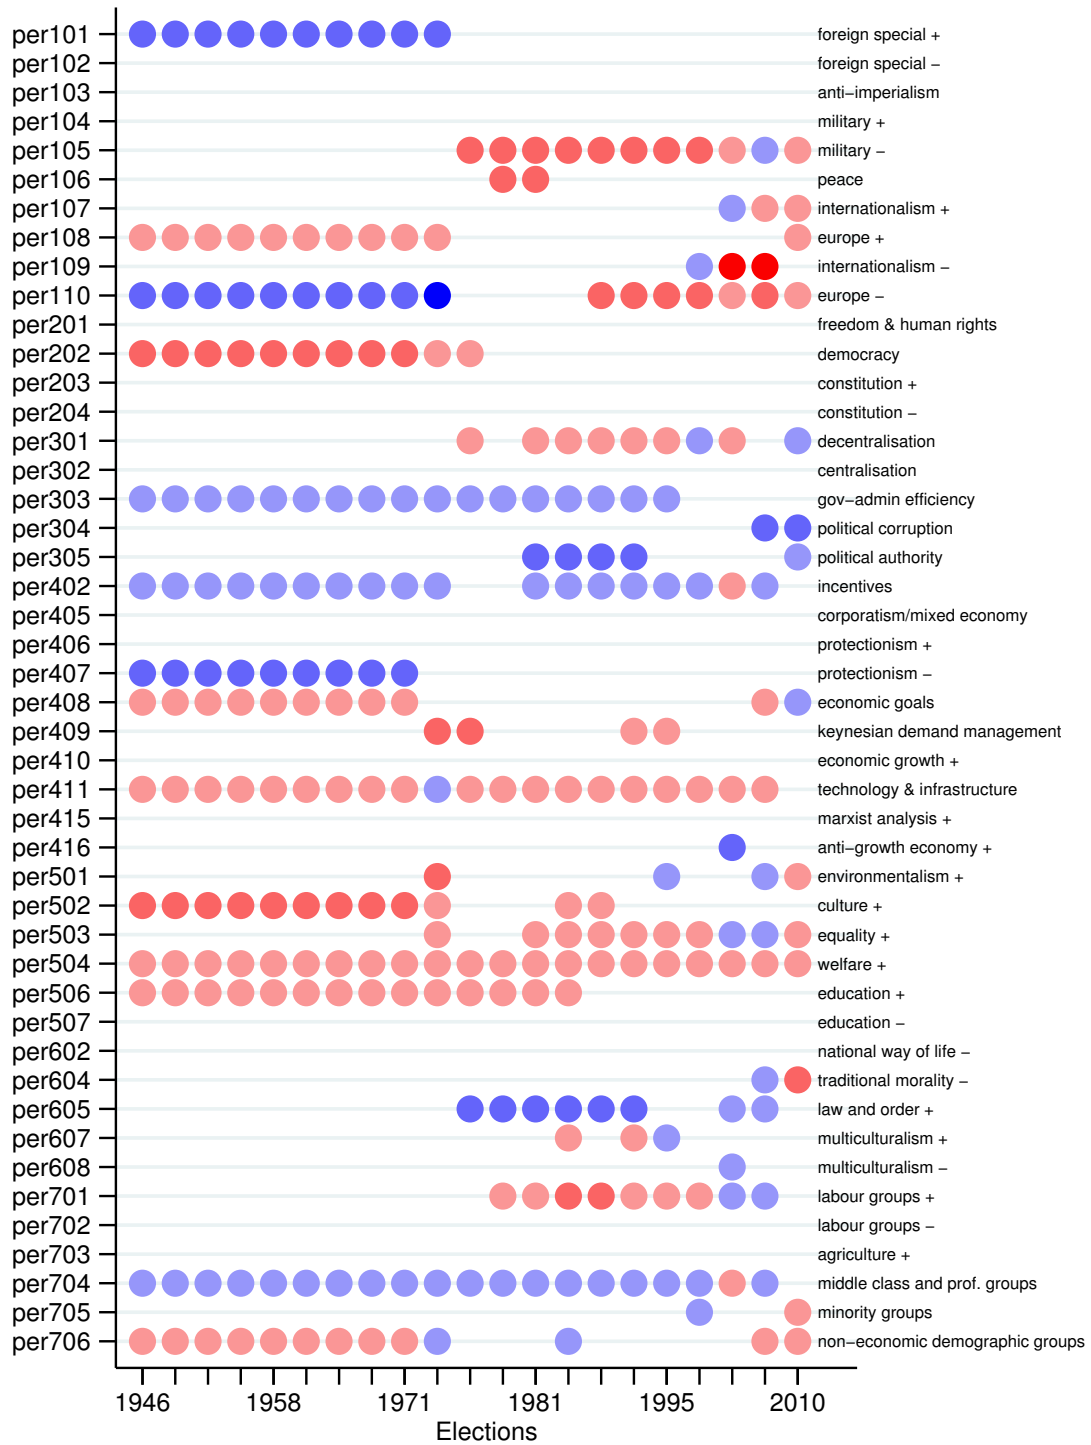 per101 foreign special +
per102 foreign special −
per103 anti−imperialism
per104 military +
per105 military −
per106 peace
per107 internationalism +
per108 europe +
per109 internationalism −
per110 europe −
per201 freedom & human rights
per202 democracy
per203 constitution +
per204 constitution −
per301 decentralisation
per302 centralisation
per303 gov−admin efficiency
per304 political corruption
per305 political authority
per402 incentives
per405 corporatism/mixed economy
per406 protectionism +
per407 protectionism −
per408 economic goals
per409 keynesian demand management
per410 economic growth +
per411 technology & infrastructure
per415 marxist analysis +
per416 anti−growth economy +
per501 environmentalism +
per502 culture +
per503 equality +
per504 welfare +
per506 education +
per507 education −
per602 national way of life −
per604 traditional morality −
per605 law and order +
per607 multiculturalism +
per608 multiculturalism −
per701 labour groups +
per702 labour groups −
per703 agriculture +
per704 middle class and prof. groups
per705 minority groups
per706 non−economic demographic groups
1946 1958 1971 1981 1995 2010
Elections